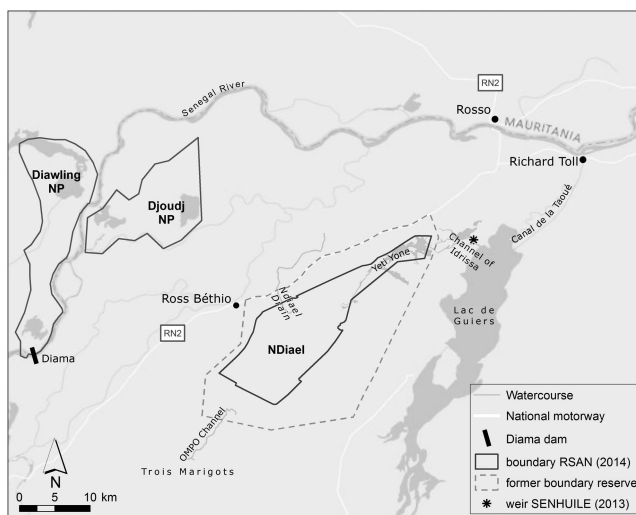 RN2
Senegal River
Rosso
MAURITANIA
Richard Toll
Diawling
NP
Djoudj
NP
Canal de la Taoué
Channel of
Idrissa
Yeti Yone
Ndiael
Drain
Ross Béthio
Lac de
Guiers
RN2
NDiael
Diama
OMPO Channel
Trois Marigots
N
0 5 10 km
Watercourse
National motorway
Diama dam
boundary RSAN (2014)
former boundary reserve
weir SENHUILE (2013)